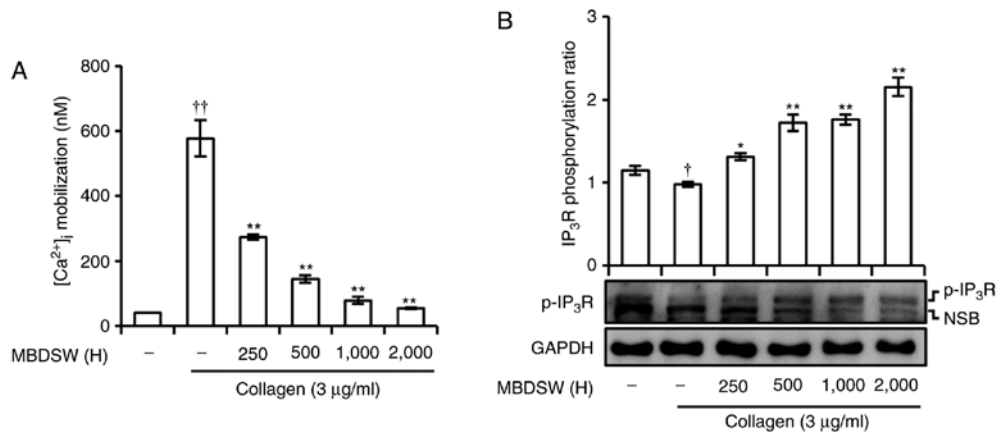 A
[Ca²⁺]ᵢ mobilization (nM)
800
600
400
200
0
††
**
**
**
**
MBDSW (H) – – 250 500 1,000 2,000
Collagen (3 µg/ml)
B
IP₃R phosphorylation ratio
3
2
1
0
†
*
**
**
**
p-IP₃R
p-IP₃R
NSB
GAPDH
MBDSW (H) – – 250 500 1,000 2,000
Collagen (3 µg/ml)